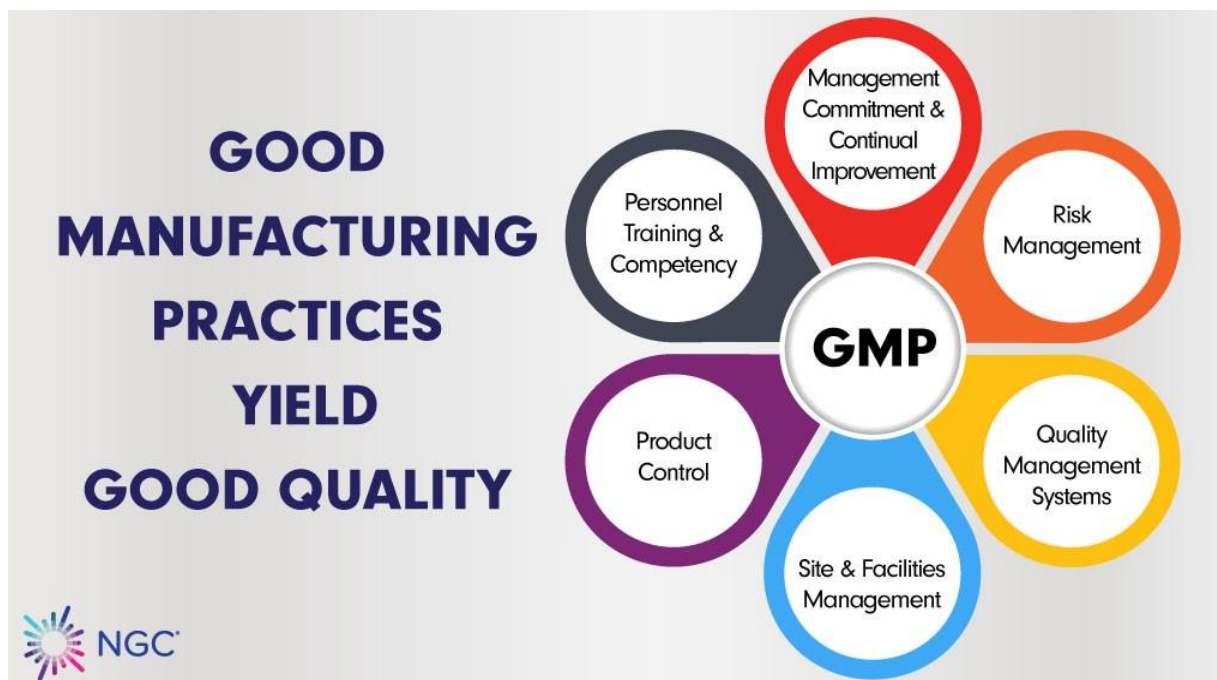 GOOD
MANUFACTURING
PRACTICES
YIELD
GOOD QUALITY
Management
Commitment &
Continual
Improvement
Risk
Management
Quality
Management
Systems
Site & Facilities
Management
Product
Control
Personnel
Training &
Competency
GMP
NGC